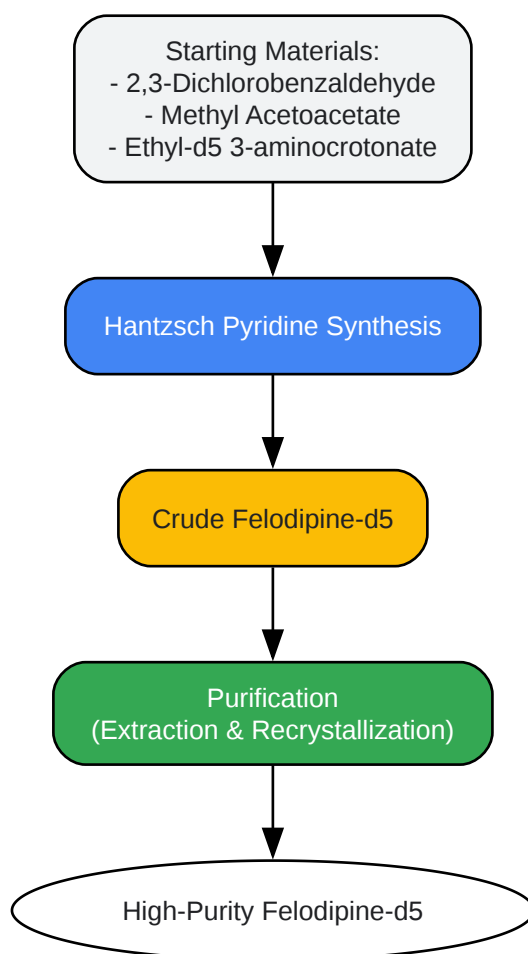 Starting Materials:
- 2,3-Dichlorobenzaldehyde
- Methyl Acetoacetate
- Ethyl-d5 3-aminocrotonate
Hantzsch Pyridine Synthesis
Crude Felodipine-d5
Purification
(Extraction & Recrystallization)
High-Purity Felodipine-d5